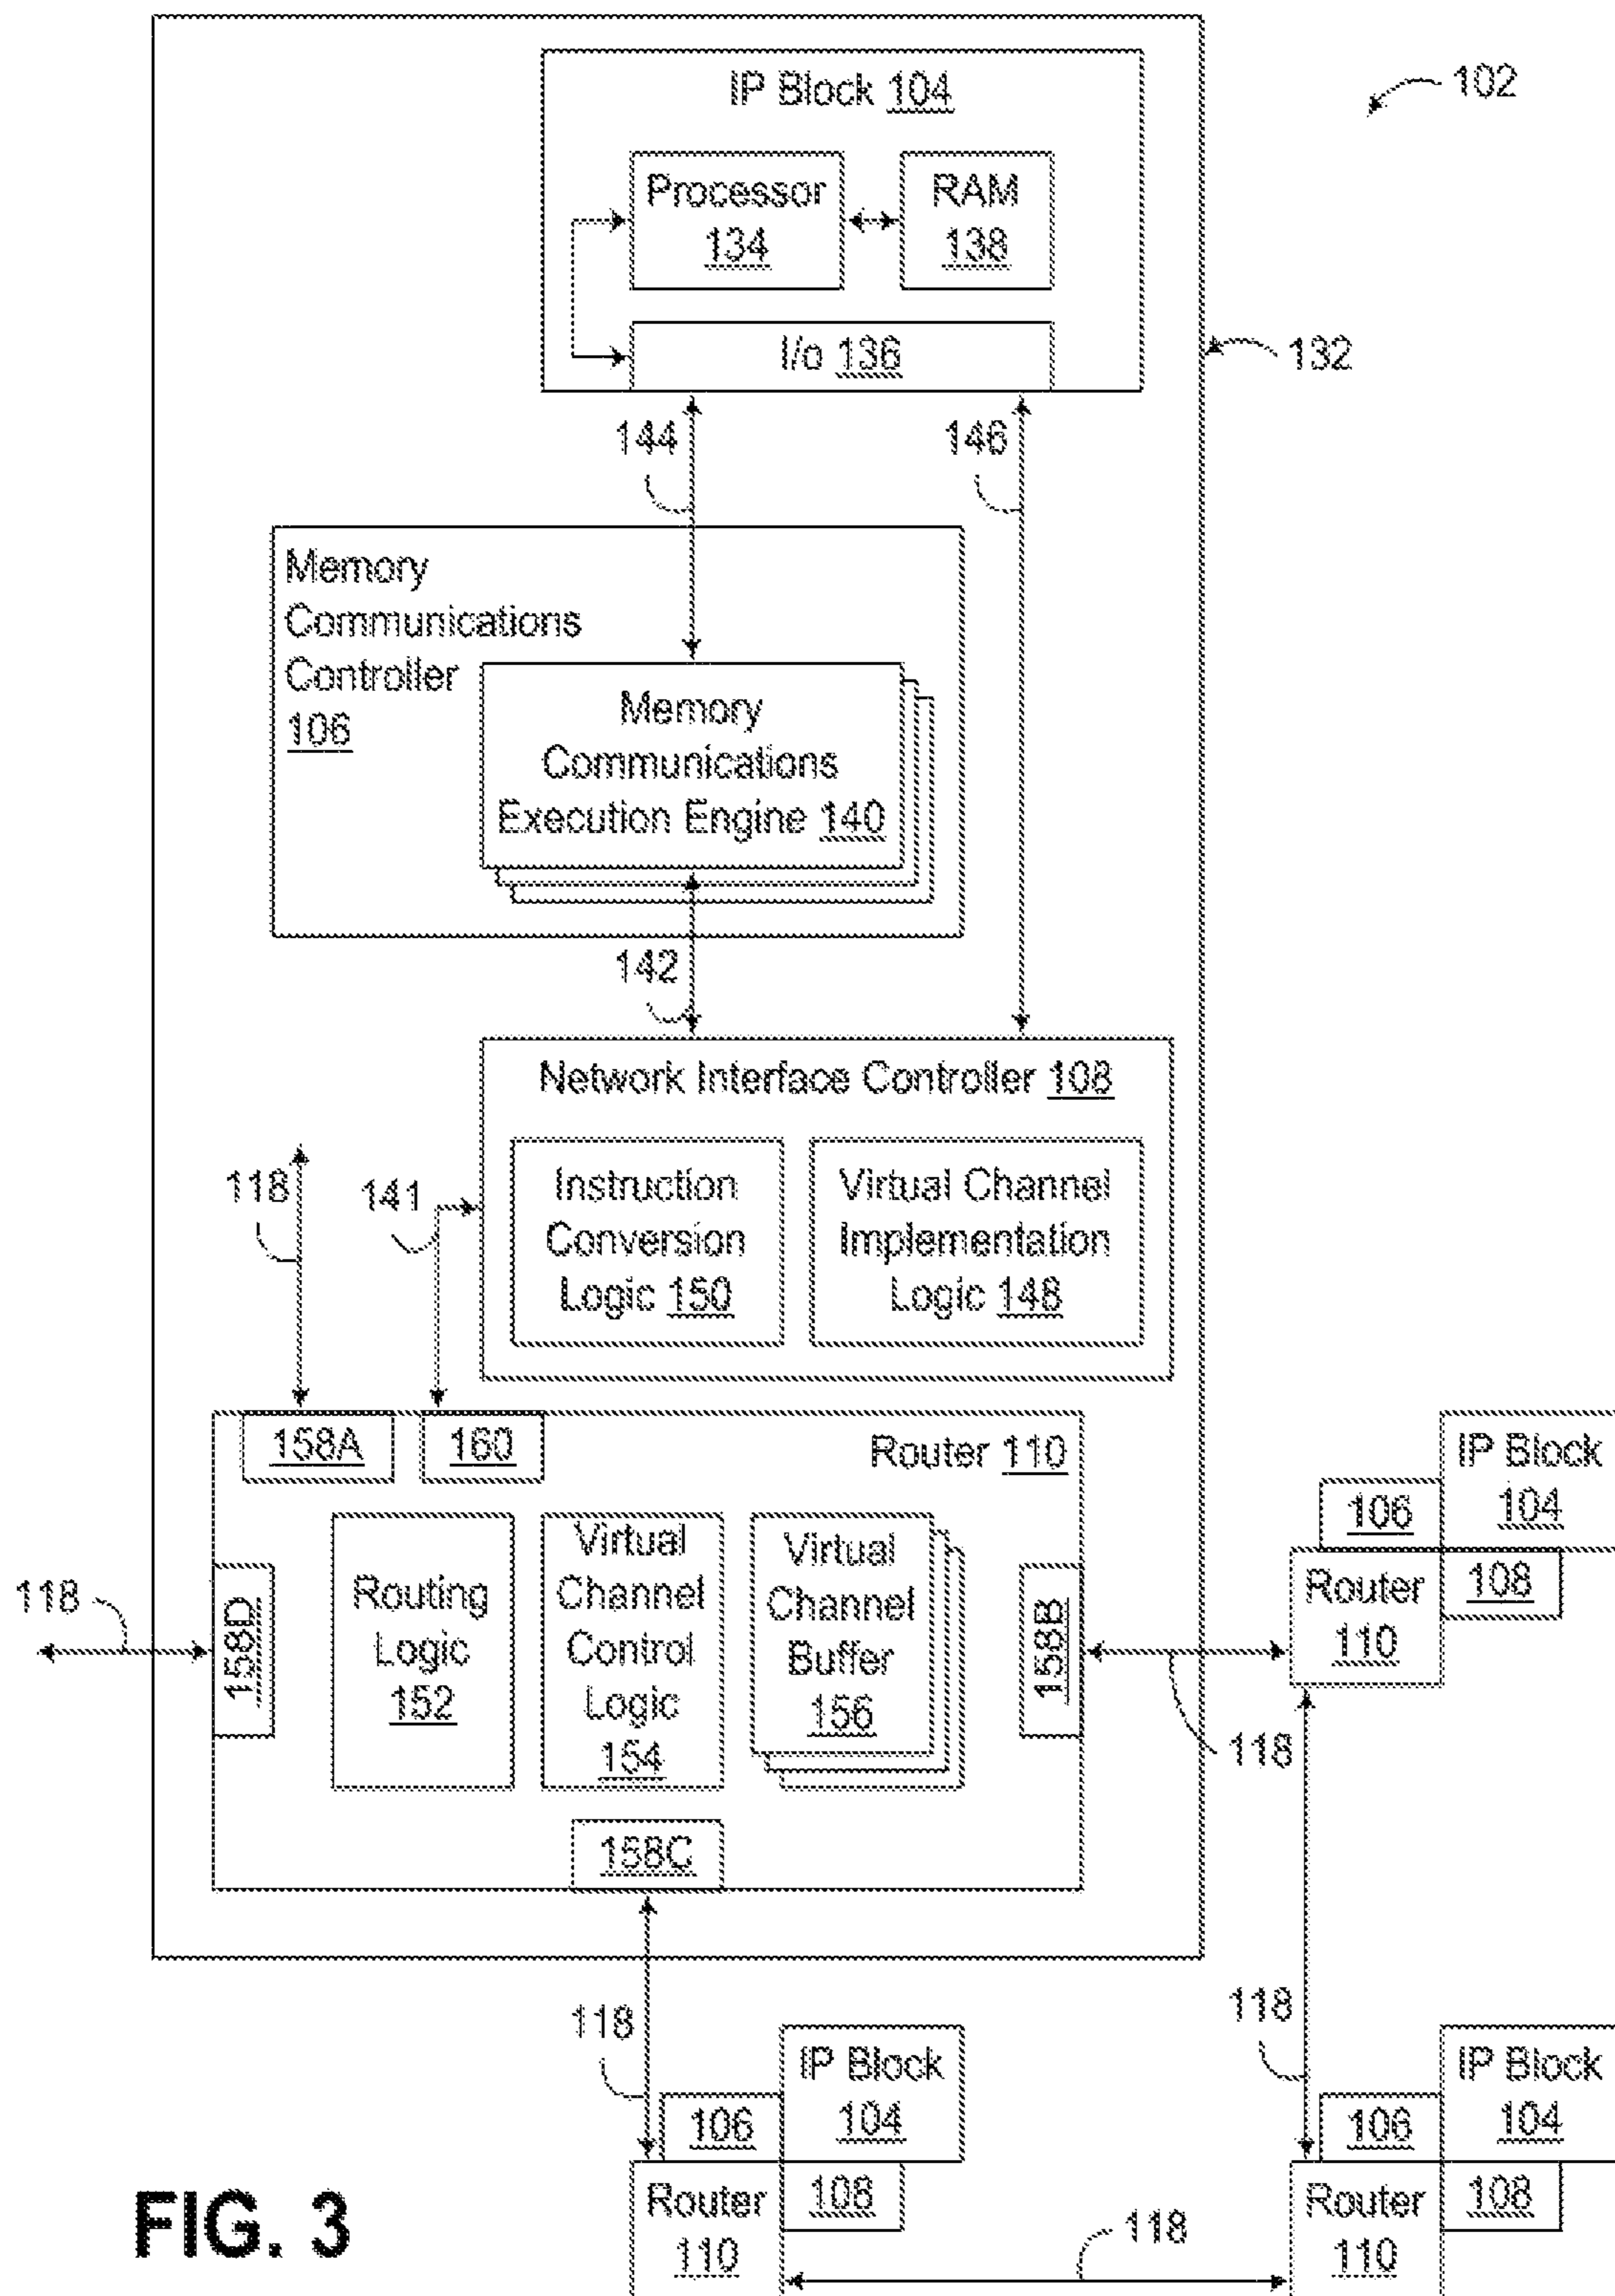 IP Block 104
102
Processor
134
RAM
138
I/o 136
132
144
146
Memory
Communications
Controller
106
Memory
Communications
Execution Engine 140
142
Network Interface Controller 108
118
141
Instruction
Conversion
Logic 150
Virtual Channel
Implementation
Logic 148
158A
160
Router 110
Routing
Logic
152
Virtual
Channel
Control
Logic
154
Virtual
Channel
Buffer
156
118
158D
158B
158C
118
IP Block
104
106
108
Router
110
118
118
IP Block
104
106
108
Router
110
IP Block
104
106
108
Router
110
118
FIG. 3